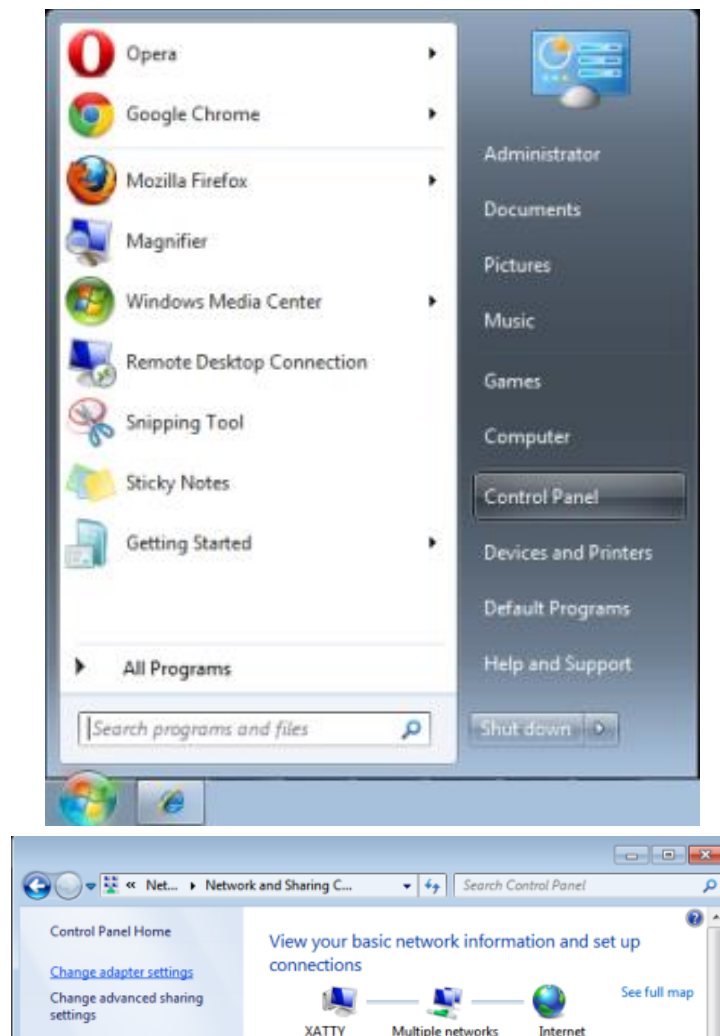 Opera
Google Chrome
Mozilla Firefox
Magnifier
Windows Media Center
Remote Desktop Connection
Snipping Tool
Sticky Notes
Getting Started
All Programs
Search programs and files
Administrator
Documents
Pictures
Music
Games
Computer
Control Panel
Devices and Printers
Default Programs
Help and Support
Shut down
« Net... ▸ Network and Sharing C...
Search Control Panel
Control Panel Home
Change adapter settings
Change advanced sharing
settings
View your basic network information and set up
connections
See full map
XATTY
Multiple networks
Internet